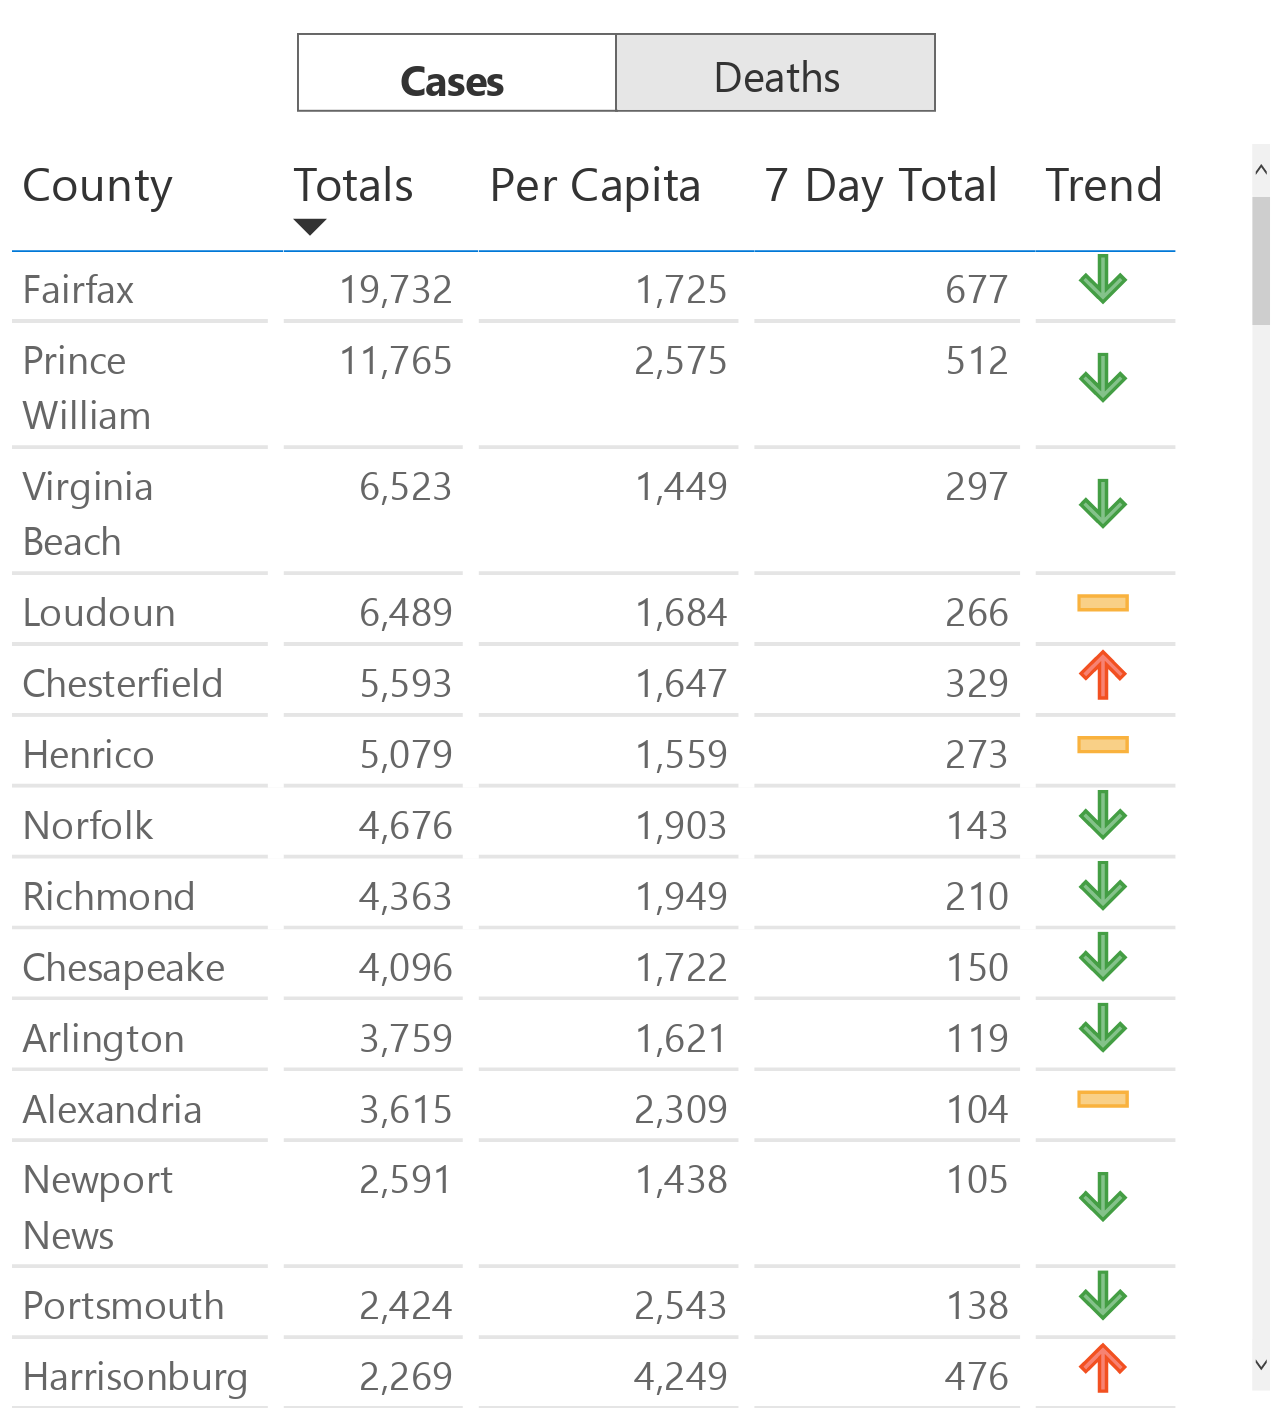 Cases Deaths
County Totals Per Capita 7 Day Total Trend
Fairfax 19,732 1,725 677
Prince 11,765 2,575 512
William
Virginia 6,523 1,449 297
Beach
Loudoun 6,489 1,684 266
Chesterfield 5,593 1,647 329
Henrico 5,079 1,559 273
Norfolk 4,676 1,903 143
Richmond 4,363 1,949 210
Chesapeake 4,096 1,722 150
Arlington 3,759 1,621 119
Alexandria 3,615 2,309 104
Newport 2,591 1,438 105
News
Portsmouth 2,424 2,543 138
Harrisonburg 2,269 4,249 476